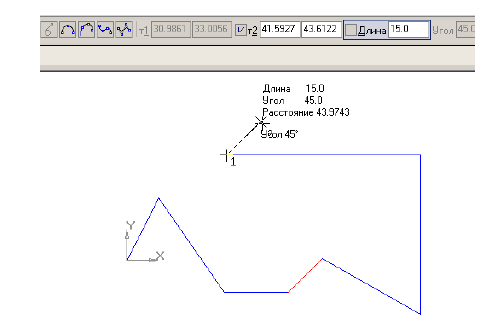 т1 30.9861 33.0056 т2 41.5927 43.6122 Длина 15.0 Угол 45.0
Длина 15.0
Угол 45.0
Расстояние 43.9743
Угол 45°
1
Y
X